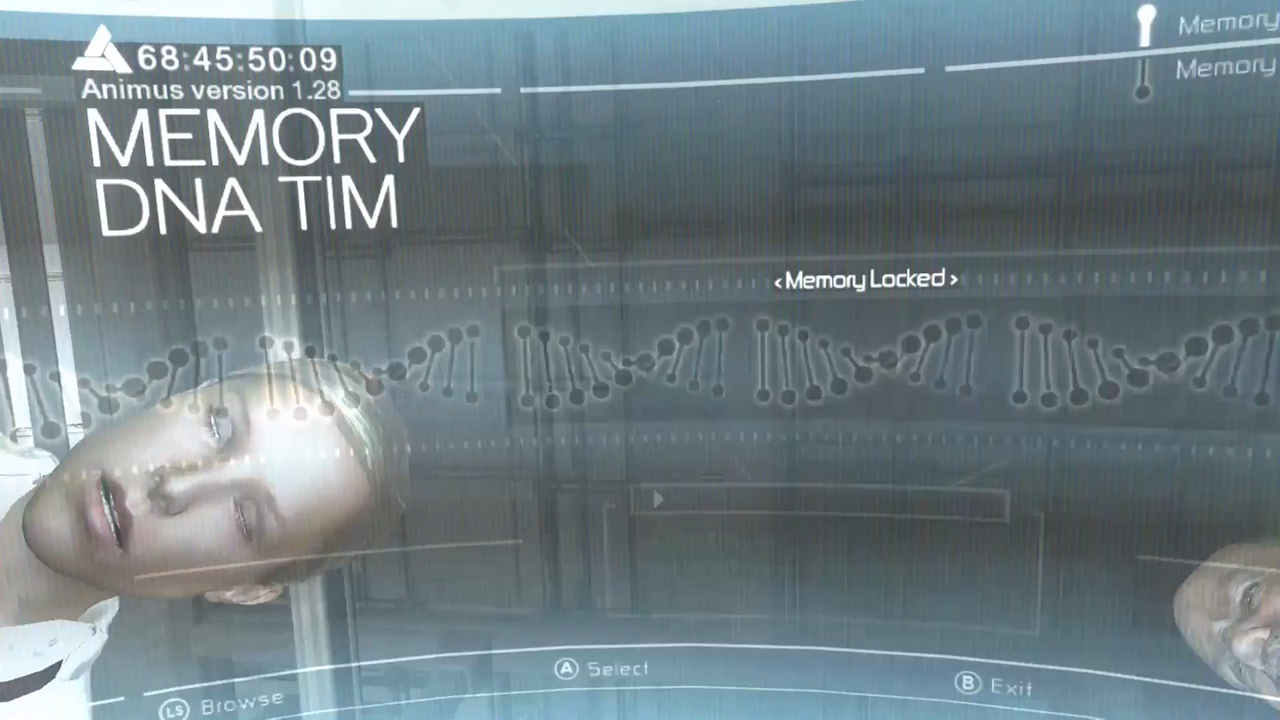 68:45:50:09
Animus version 1.28
MEMORY
DNA TIM
Memory
Memory
<Memory Locked>
A Select
B Exit
LS Browse